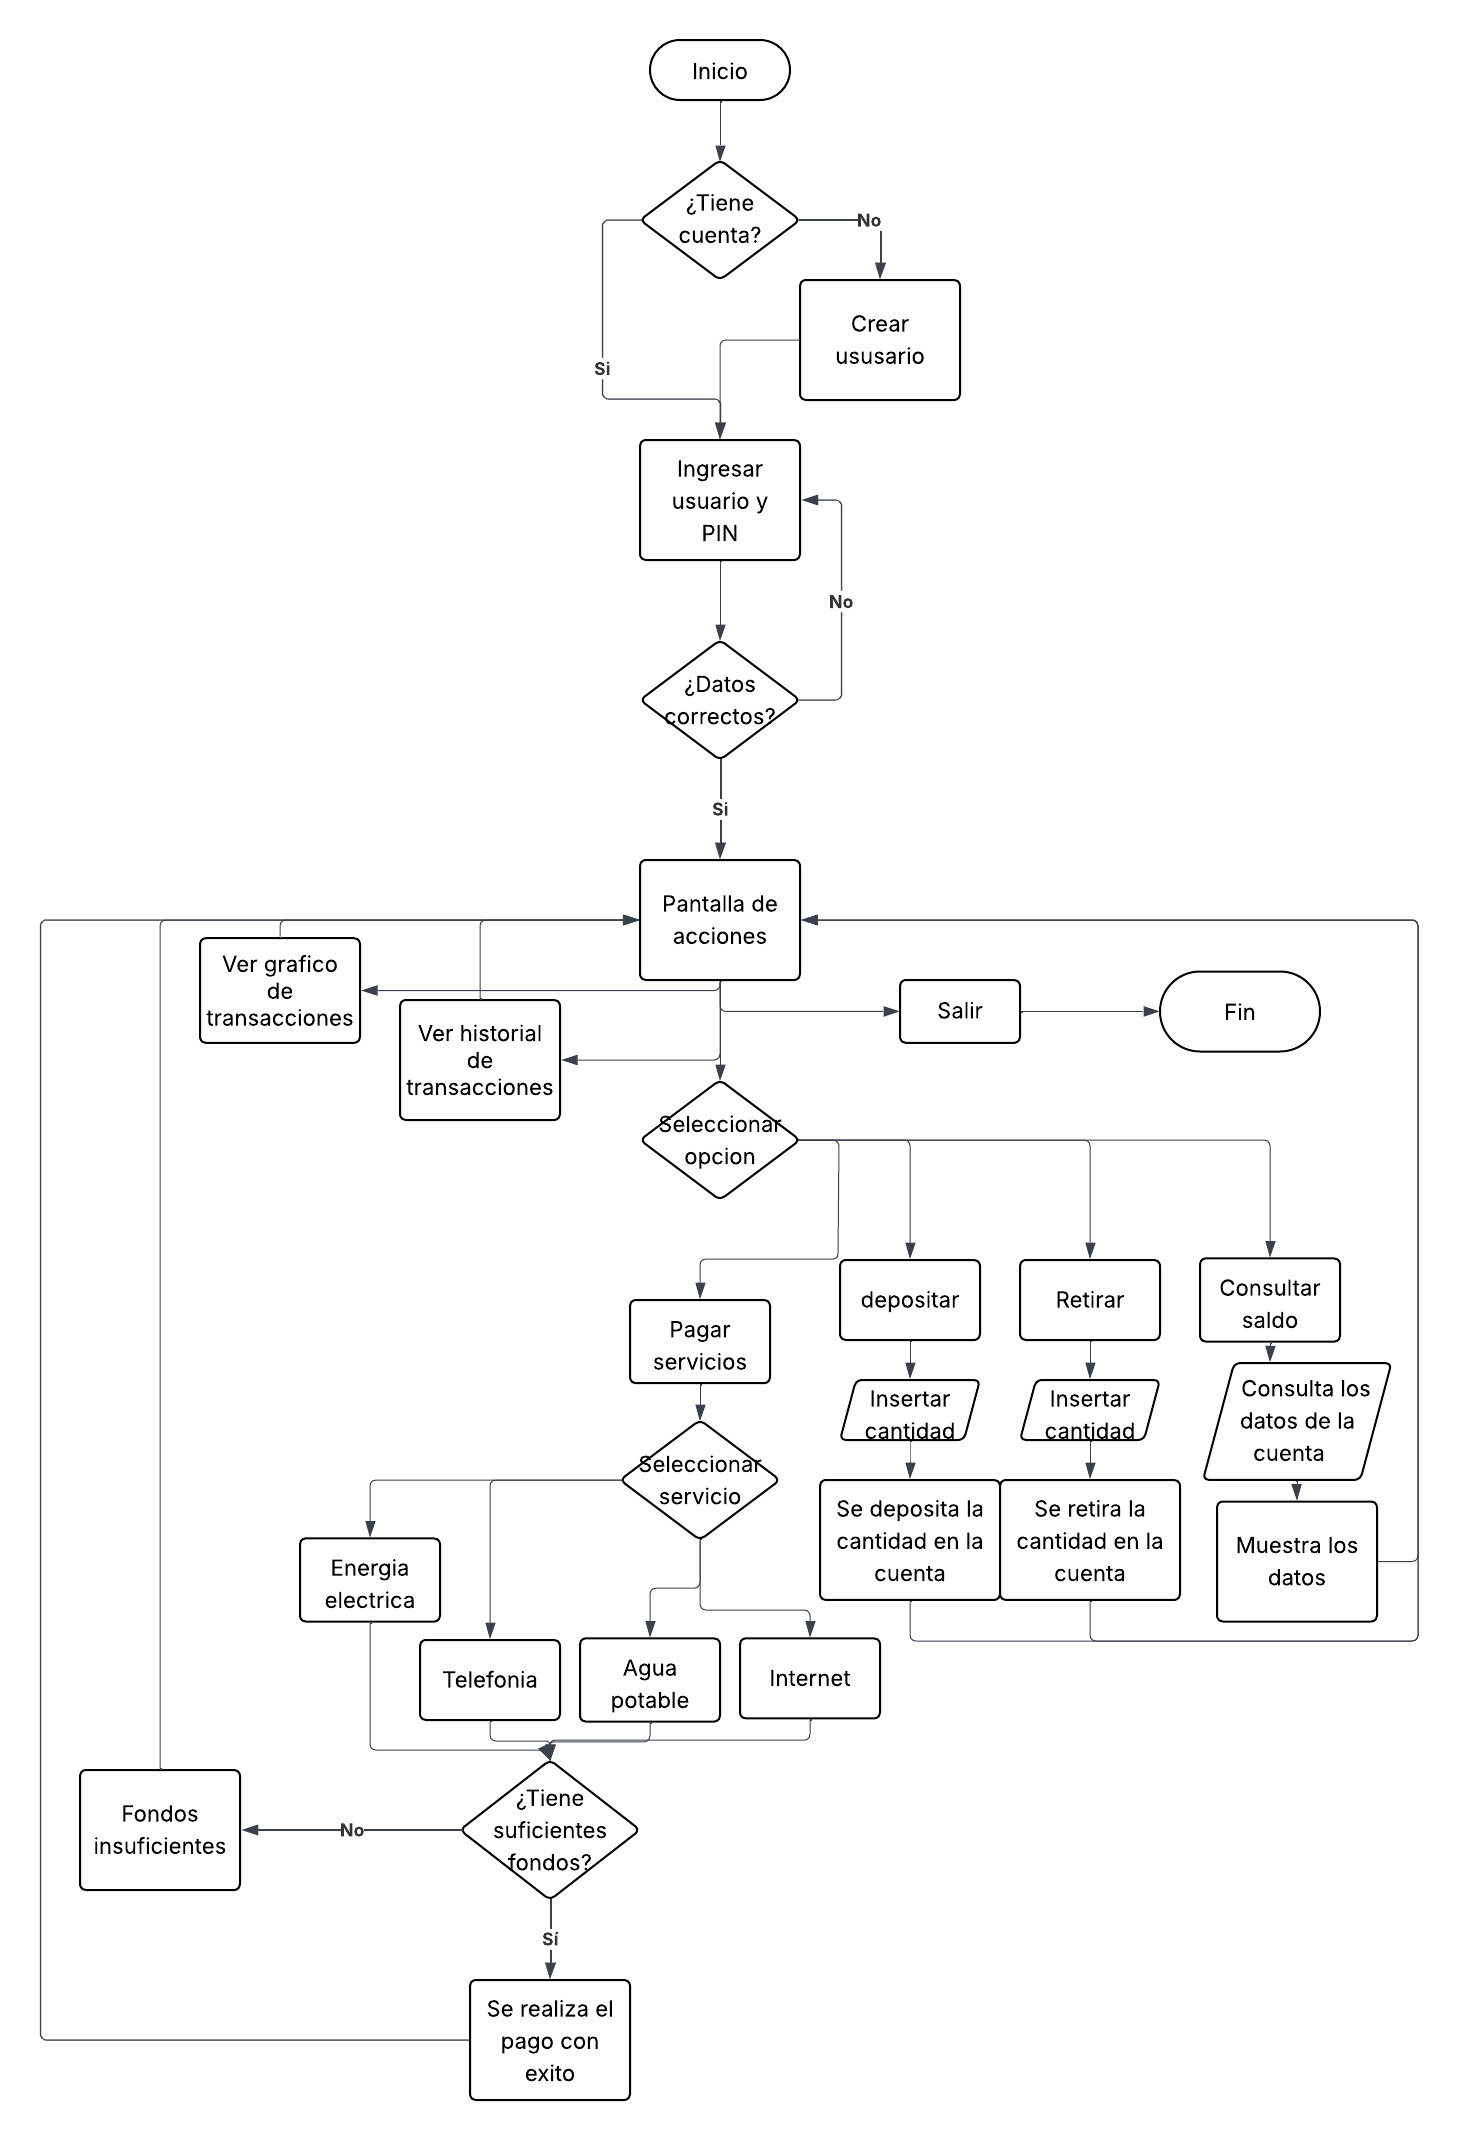 Inicio
¿Tiene
cuenta?
No
Crear
ususario
Si
Ingresar
usuario y
PIN
No
¿Datos
correctos?
Si
Pantalla de
acciones
Ver grafico
de
transacciones
Ver historial
de
transacciones
Salir
Fin
Seleccionar
opcion
Pagar
servicios
depositar
Retirar
Consultar
saldo
Insertar
cantidad
Insertar
cantidad
Consulta los
datos de la
cuenta
Seleccionar
servicio
Se deposita la
cantidad en la
cuenta
Se retira la
cantidad en la
cuenta
Muestra los
datos
Energia
electrica
Telefonia
Agua
potable
Internet
¿Tiene
suficientes
fondos?
No
Fondos
insuficientes
Sí
Se realiza el
pago con
exito